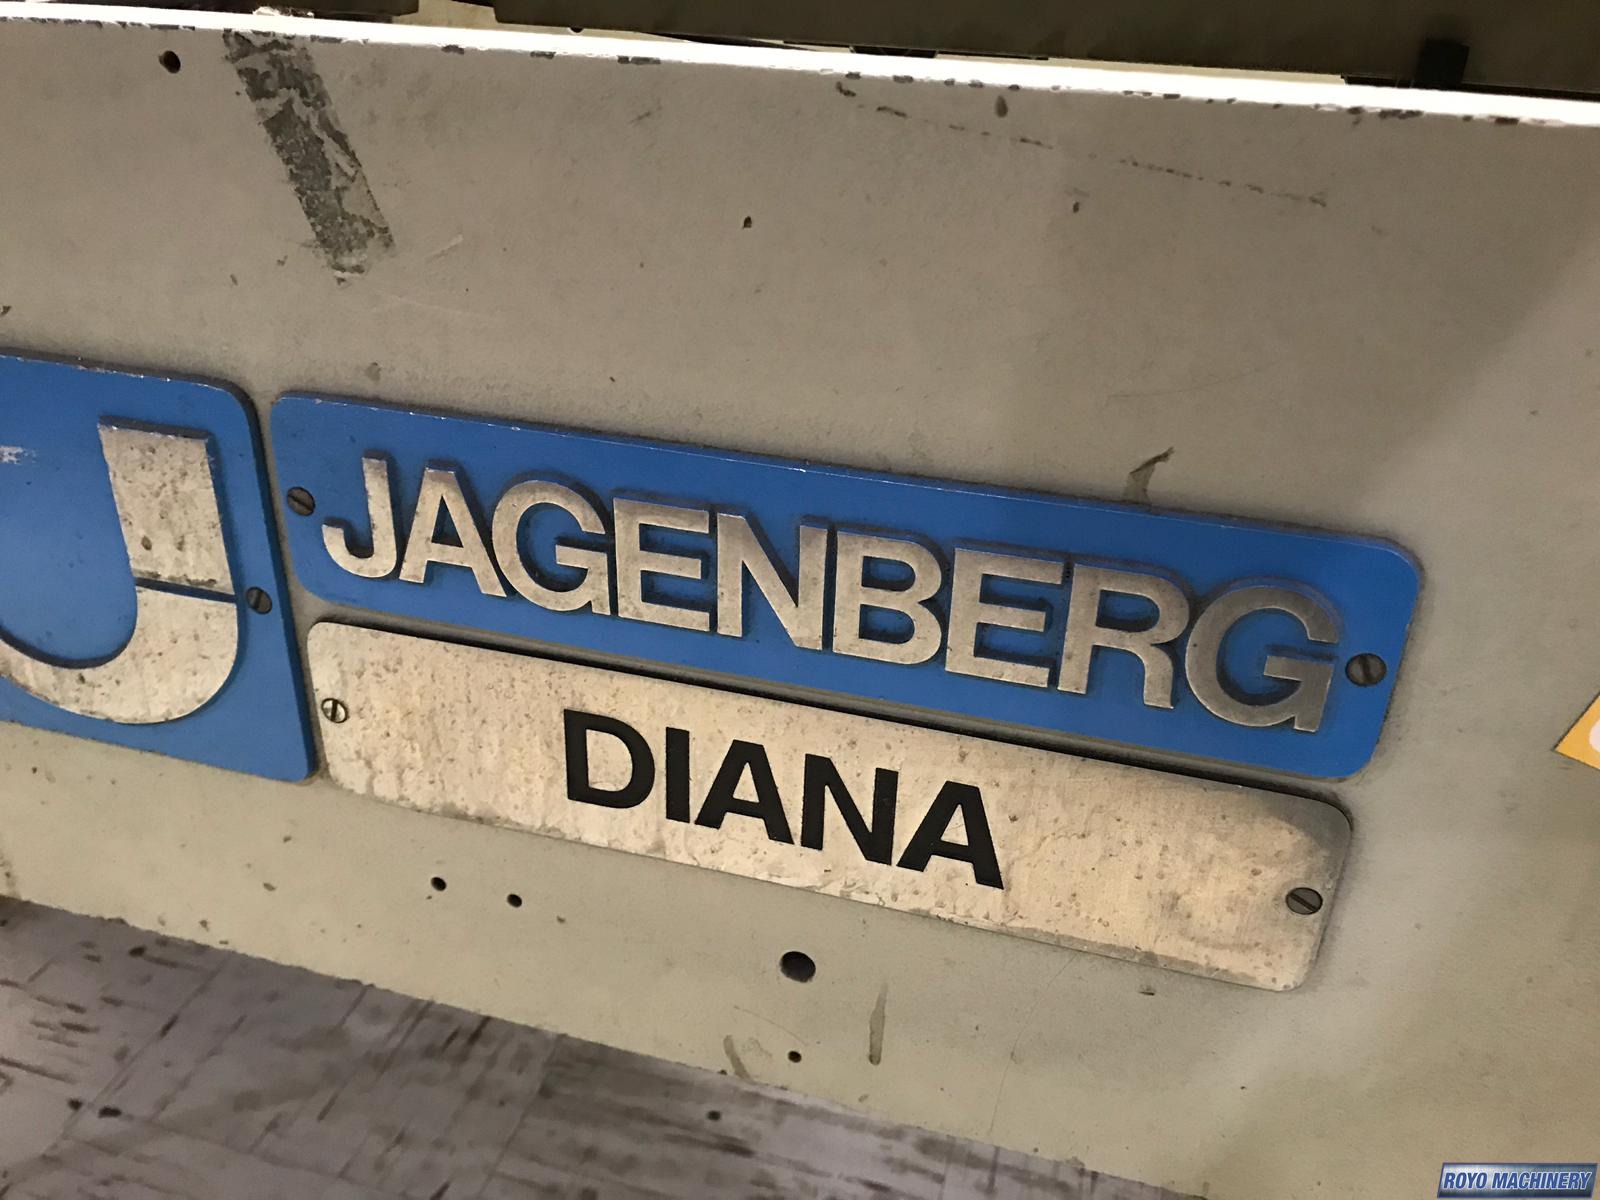 J
JAGENBERG
DIANA
ROYO MACHINERY